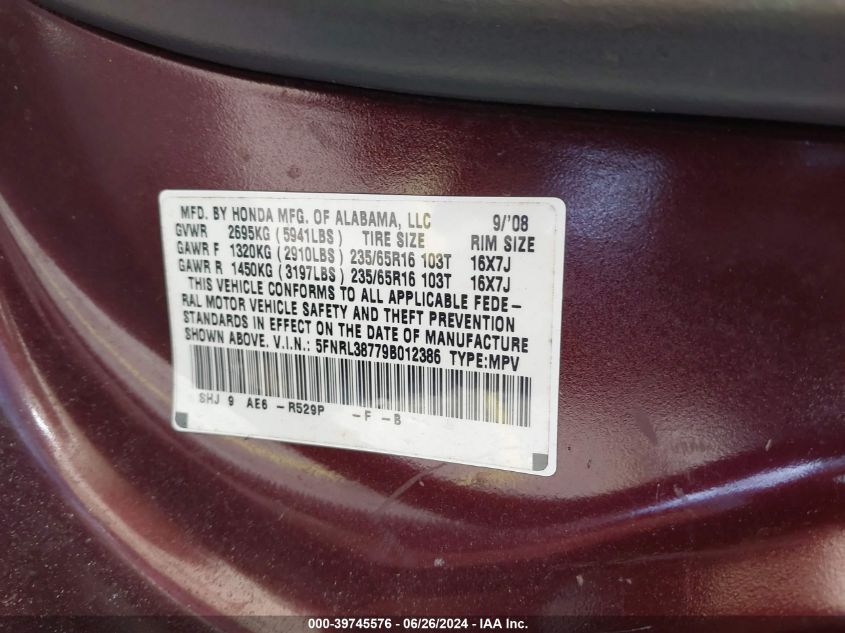 MFD. BY HONDA MFG. OF ALABAMA, LLC 9/'08
GVWR 2695KG (5941LBS) TIRE SIZE RIM SIZE
GAWR F 1320KG (2910LBS) 235/65R16 103T 16X7J
GAWR R 1450KG (3197LBS) 235/65R16 103T 16X7J
THIS VEHICLE CONFORMS TO ALL APPLICABLE FEDE-
RAL MOTOR VEHICLE SAFETY AND THEFT PREVENTION
STANDARDS IN EFFECT ON THE DATE OF MANUFACTURE
SHOWN ABOVE. V.I.N.: 5FNRL38779B012386 TYPE:MPV
SHJ 9 AE6 -R529P -F -B
000-39745576 - 06/26/2024 - IAA Inc.